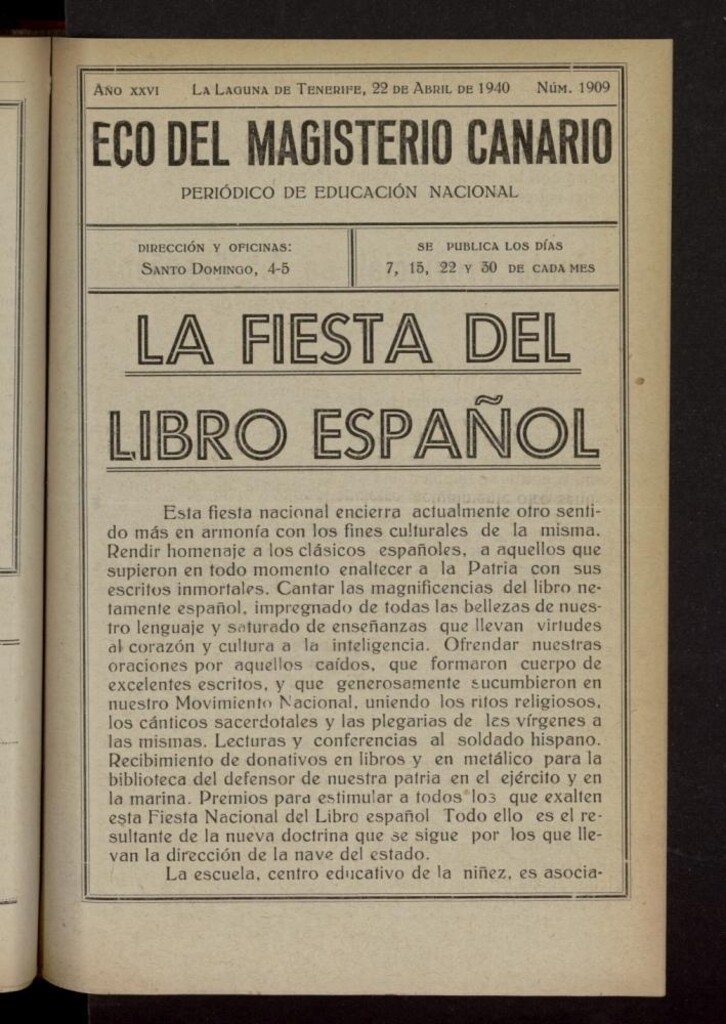 AÑO XXVI LA LAGUNA DE TENERIFE, 22 DE ABRIL DE 1940 NÚM. 1909
ECO DEL MAGISTERIO CANARIO
PERIÓDICO DE EDUCACIÓN NACIONAL
DIRECCIÓN Y OFICINAS:
SANTO DOMINGO, 4-5
SE PUBLICA LOS DÍAS
7, 15, 22 Y 30 DE CADA MES
LA FIESTA DEL
LIBRO ESPAÑOL
Esta fiesta nacional encierra actualmente otro senti-
do más en armonía con los fines culturales de la misma.
Rendir homenaje a los clásicos españoles, a aquellos que
supieron en todo momento enaltecer a la Patria con sus
escritos inmortales. Cantar las magnificencias del libro ne-
tamente español, impregnado de todas las bellezas de nues-
tro lenguaje y saturado de enseñanzas que llevan virtudes
al corazón y cultura a la inteligencia. Ofrendar nuestras
oraciones por aquellos caídos, que formaron cuerpo de
excelentes escritos, y que generosamente sucumbieron en
nuestro Movimiento Nacional, uniendo los ritos religiosos,
los cánticos sacerdotales y las plegarias de las vírgenes a
las mismas. Lecturas y conferencias al soldado hispano.
Recibimiento de donativos en libros y en metálico para la
biblioteca del defensor de nuestra patria en el ejército y en
la marina. Premios para estimular a todos los que exalten
esta Fiesta Nacional del Libro español Todo ello es el re-
sultante de la nueva doctrina que se sigue por los que lle-
van la dirección de la nave del estado.
La escuela, centro educativo de la niñez, es asocia-